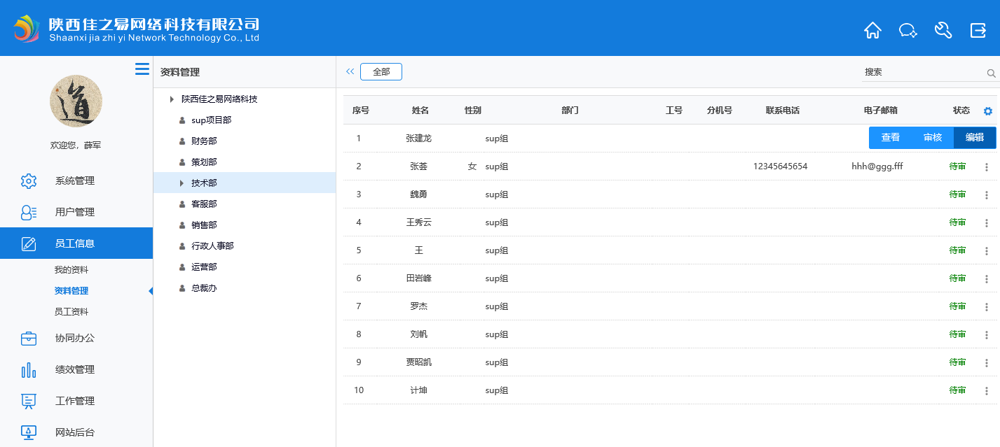 陕西佳之易网络科技有限公司
Shaanxi jia zhi yi Network Technology Co., Ltd
道
欢迎您，薛军
系统管理
用户管理
员工信息
我的资料
资料管理
员工资料
协同办公
绩效管理
工作管理
网站后台
资料管理
陕西佳之易网络科技
sup项目部
财务部
策划部
技术部
客服部
销售部
行政人事部
运营部
总裁办
全部
搜索
序号 姓名 性别 部门 工号 分机号 联系电话 电子邮箱 状态
1 张建龙 sup组 查看 审核 编辑
2 张荟 女 sup组 12345645654 hhh@ggg.fff 待审
3 魏勇 sup组 待审
4 王秀云 sup组 待审
5 王 sup组 待审
6 田岩峰 sup组 待审
7 罗杰 sup组 待审
8 刘帆 sup组 待审
9 贾昭凯 sup组 待审
10 计坤 sup组 待审